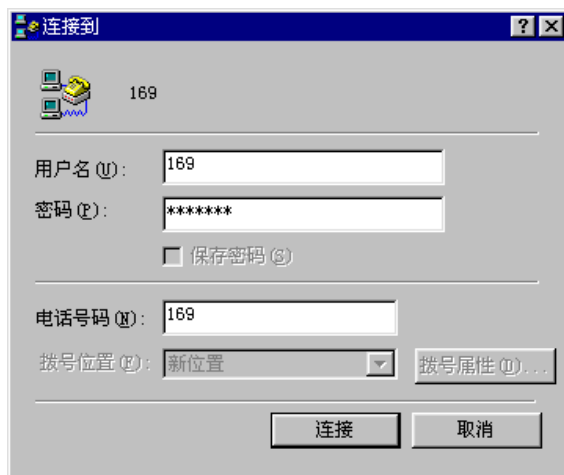 连接到
169
用户名(U): 169
密码(P): *******
保存密码(S)
电话号码(N): 169
拨号位置(F): 新位置 拨号属性(D)...
连接 取消